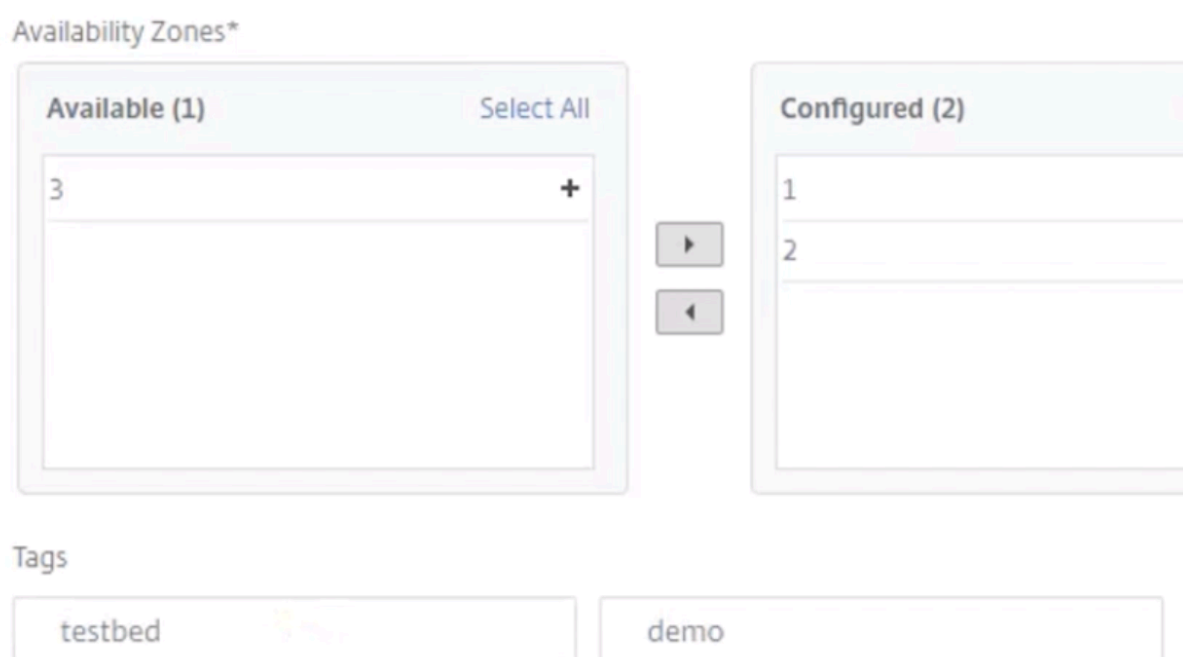 Availability Zones*
Available (1) Select All
3 +
Configured (2)
1
2
Tags
testbed
demo